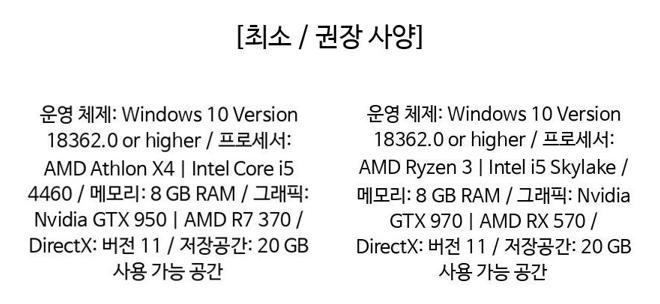 [최소 / 권장 사양]
운영 체제: Windows 10 Version
18362.0 or higher / 프로세서:
AMD Athlon X4 | Intel Core i5
4460 / 메모리: 8 GB RAM / 그래픽:
Nvidia GTX 950 | AMD R7 370 /
DirectX: 버전 11 / 저장공간: 20 GB
사용 가능 공간
운영 체제: Windows 10 Version
18362.0 or higher / 프로세서:
AMD Ryzen 3 | Intel i5 Skylake /
메모리: 8 GB RAM / 그래픽: Nvidia
GTX 970 | AMD RX 570 /
DirectX: 버전 11 / 저장공간: 20 GB
사용 가능 공간